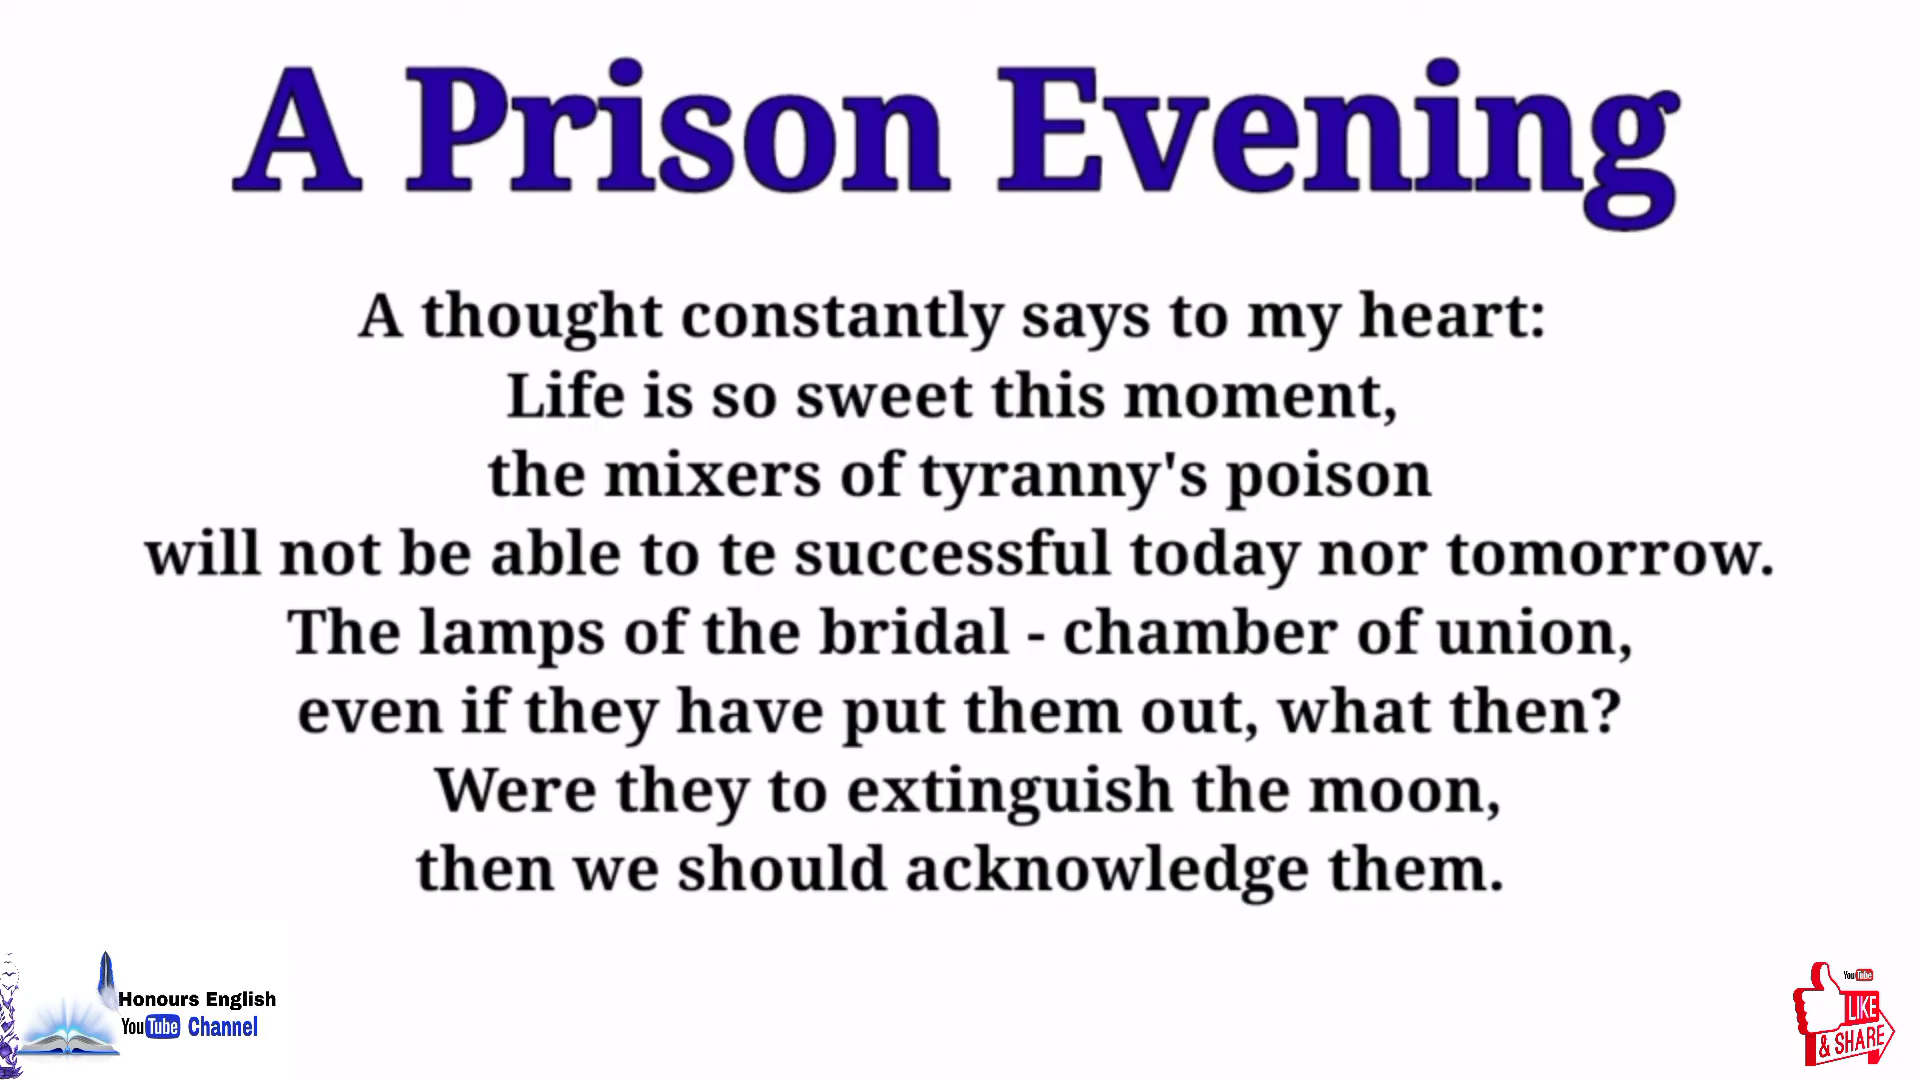 A Prison Evening
A thought constantly says to my heart:
Life is so sweet this moment,
the mixers of tyranny's poison
will not be able to te successful today nor tomorrow.
The lamps of the bridal - chamber of union,
even if they have put them out, what then?
Were they to extinguish the moon,
then we should acknowledge them.
Honours English
YouTube Channel
YouTube
LIKE
& SHARE